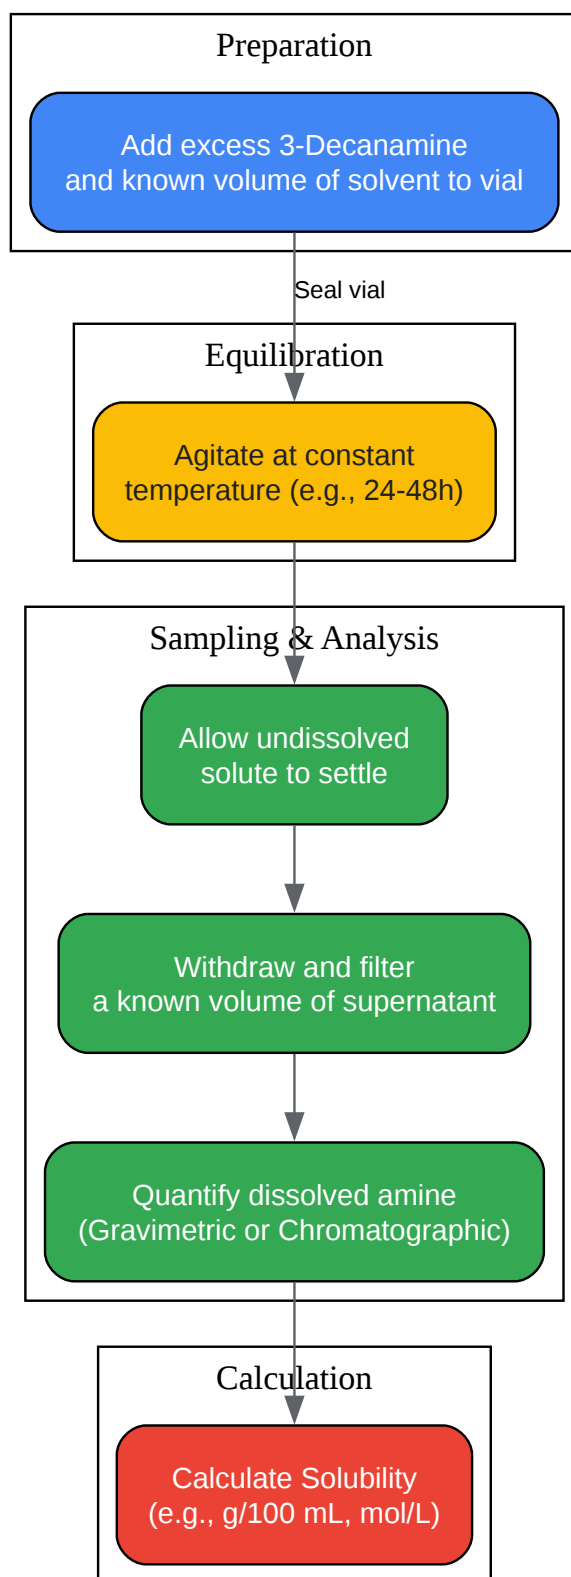 Preparation
Add excess 3-Decanamine
and known volume of solvent to vial
Seal vial
Equilibration
Agitate at constant
temperature (e.g., 24-48h)
Sampling & Analysis
Allow undissolved
solute to settle
Withdraw and filter
a known volume of supernatant
Quantify dissolved amine
(Gravimetric or Chromatographic)
Calculation
Calculate Solubility
(e.g., g/100 mL, mol/L)